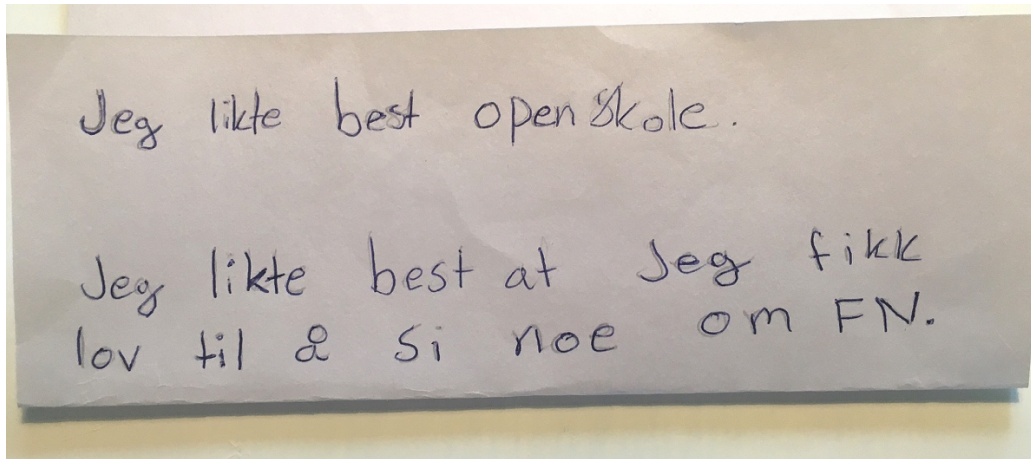 Jeg likte best open skole.
Jeg likte best at Jeg fikk
lov til å si noe om FN.